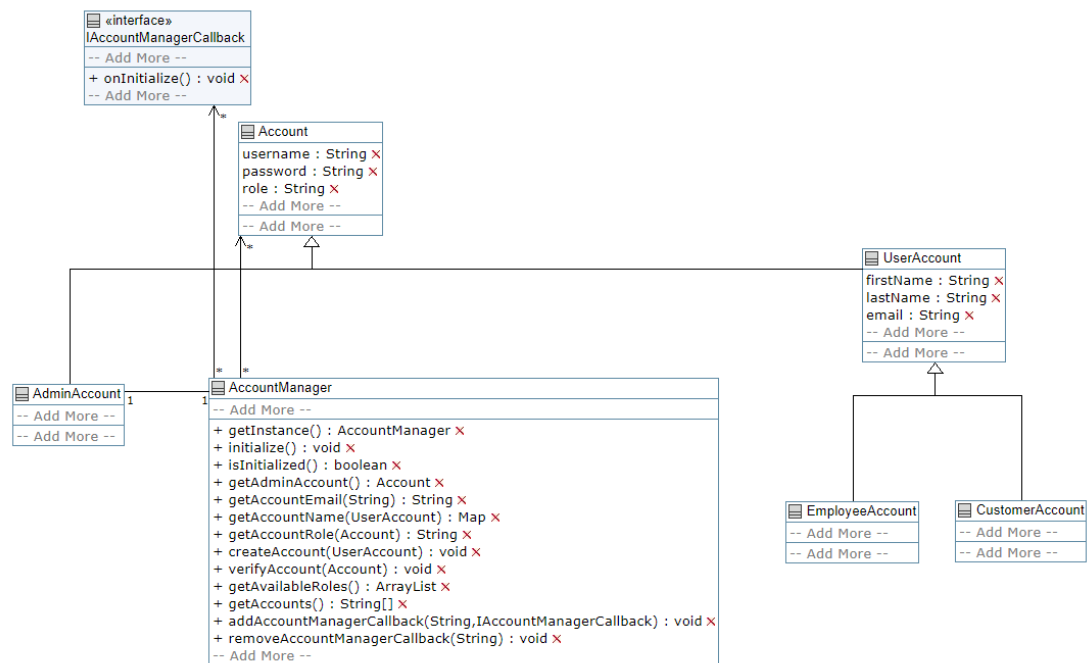 «interface»
IAccountManagerCallback
-- Add More --
+ onInitialize() : void ×
-- Add More --
*
Account
username : String ×
password : String ×
role : String ×
-- Add More --
-- Add More --
*
UserAccount
firstName : String ×
lastName : String ×
email : String ×
-- Add More --
-- Add More --
* *
AdminAccount
-- Add More --
-- Add More --
1 1
AccountManager
-- Add More --
+ getInstance() : AccountManager ×
+ initialize() : void ×
+ isInitialized() : boolean ×
+ getAdminAccount() : Account ×
+ getAccountEmail(String) : String ×
+ getAccountName(UserAccount) : Map ×
+ getAccountRole(Account) : String ×
+ createAccount(UserAccount) : void ×
+ verifyAccount(Account) : void ×
+ getAvailableRoles() : ArrayList ×
+ getAccounts() : String[] ×
+ addAccountManagerCallback(String,IAccountManagerCallback) : void ×
+ removeAccountManagerCallback(String) : void ×
-- Add More --
EmployeeAccount
-- Add More --
-- Add More --
CustomerAccount
-- Add More --
-- Add More --